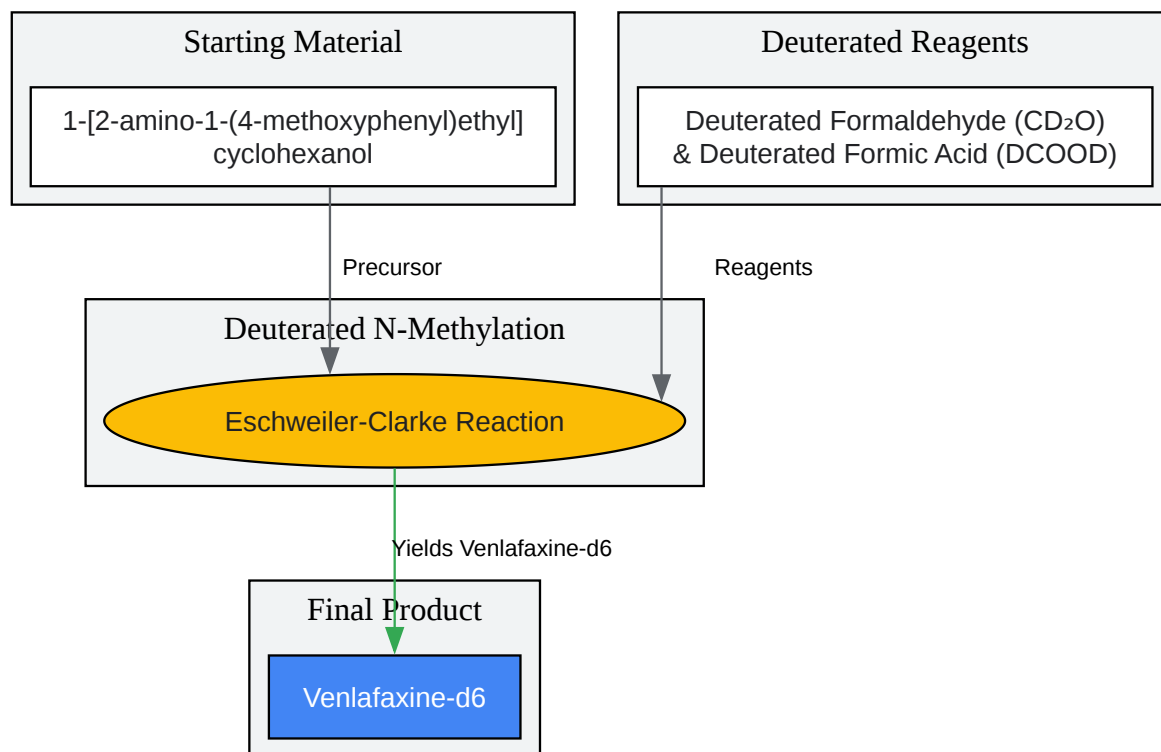 Starting Material
1-[2-amino-1-(4-methoxyphenyl)ethyl]
cyclohexanol
Deuterated Reagents
Deuterated Formaldehyde (CD₂O)
& Deuterated Formic Acid (DCOOD)
Precursor
Reagents
Deuterated N-Methylation
Eschweiler-Clarke Reaction
Yields Venlafaxine-d6
Final Product
Venlafaxine-d6